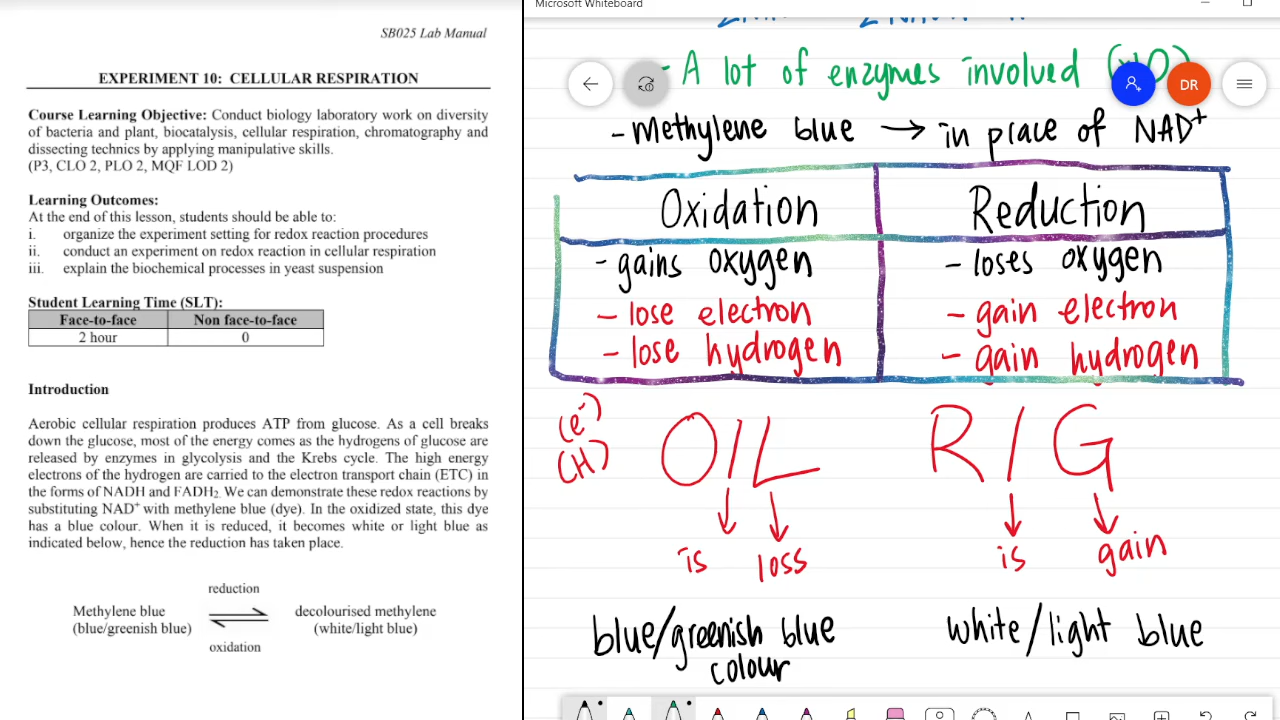 SB025 Lab Manual
EXPERIMENT 10: CELLULAR RESPIRATION
Course Learning Objective: Conduct biology laboratory work on diversity
of bacteria and plant, biocatalysis, cellular respiration, chromatography and
dissecting technics by applying manipulative skills.
(P3, CLO 2, PLO 2, MQF LOD 2)
Learning Outcomes:
At the end of this lesson, students should be able to:
i. organize the experiment setting for redox reaction procedures
ii. conduct an experiment on redox reaction in cellular respiration
iii. explain the biochemical processes in yeast suspension
Student Learning Time (SLT):
Face-to-face Non face-to-face
2 hour 0
Introduction
Aerobic cellular respiration produces ATP from glucose. As a cell breaks
down the glucose, most of the energy comes as the hydrogens of glucose are
released by enzymes in glycolysis and the Krebs cycle. The high energy
electrons of the hydrogen are carried to the electron transport chain (ETC) in
the forms of NADH and FADH₂. We can demonstrate these redox reactions by
substituting NAD⁺ with methylene blue (dye). In the oxidized state, this dye
has a blue colour. When it is reduced, it becomes white or light blue as
indicated below, hence the reduction has taken place.
reduction
Methylene blue decolourised methylene
(blue/greenish blue) (white/light blue)
oxidation
Microsoft Whiteboard
- A lot of enzymes involved
DR
- methylene blue → in place of NAD⁺
Oxidation Reduction
- gains oxygen - loses oxygen
- lose electron - gain electron
- lose hydrogen - gain hydrogen
(e⁻)
(H)
OIL RIG
is loss is gain
blue/greenish blue white/light blue
colour